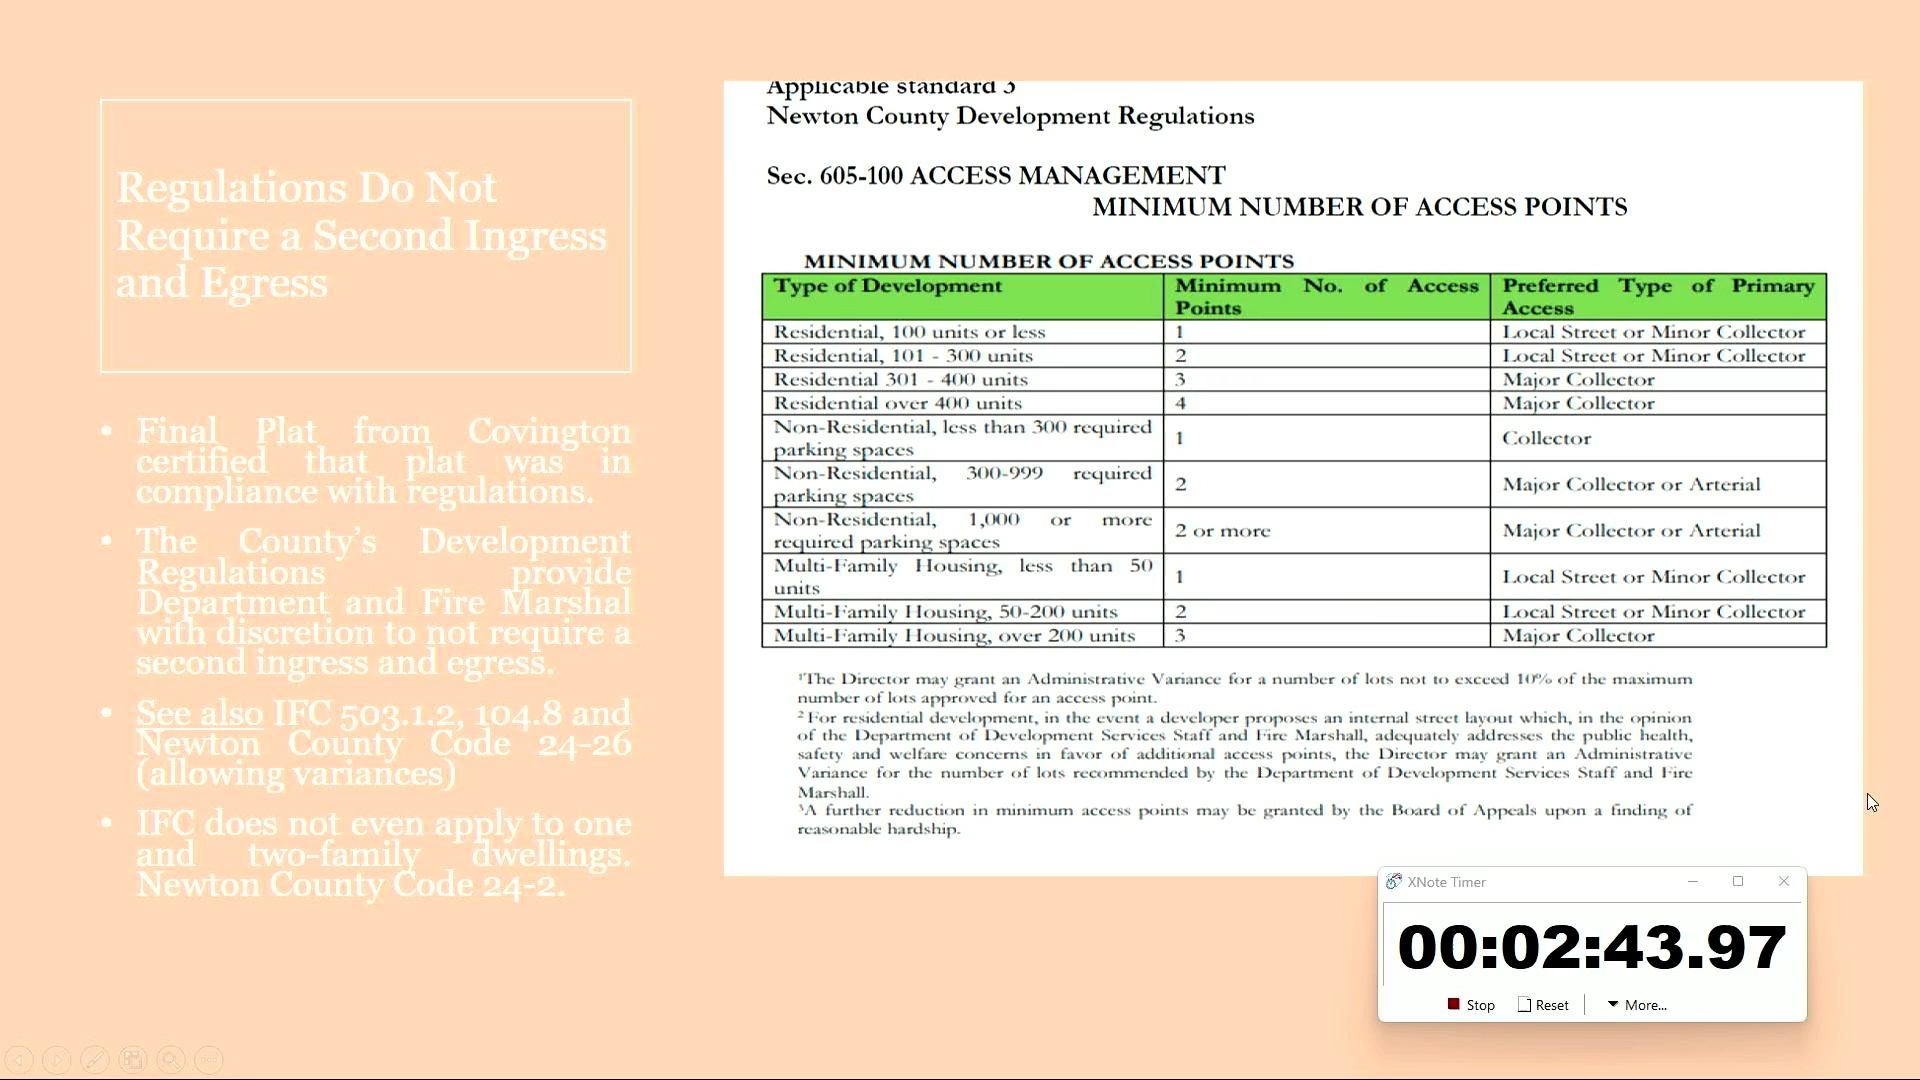 Regulations Do Not
Require a Second Ingress
and Egress
• Final Plat from Covington
certified that plat was in
compliance with regulations.
• The County’s Development
Regulations provide
Department and Fire Marshal
with discretion to not require a
second ingress and egress.
• See also IFC 503.1.2, 104.8 and
Newton County Code 24-26
(allowing variances)
• IFC does not even apply to one
and two-family dwellings.
Newton County Code 24-2.
Applicable standard 3
Newton County Development Regulations
Sec. 605-100 ACCESS MANAGEMENT
MINIMUM NUMBER OF ACCESS POINTS
MINIMUM NUMBER OF ACCESS POINTS
Type of Development Minimum No. of Access Points Preferred Type of Primary Access
Residential, 100 units or less 1 Local Street or Minor Collector
Residential, 101 - 300 units 2 Local Street or Minor Collector
Residential 301 - 400 units 3 Major Collector
Residential over 400 units 4 Major Collector
Non-Residential, less than 300 required parking spaces 1 Collector
Non-Residential, 300-999 required parking spaces 2 Major Collector or Arterial
Non-Residential, 1,000 or more required parking spaces 2 or more Major Collector or Arterial
Multi-Family Housing, less than 50 units 1 Local Street or Minor Collector
Multi-Family Housing, 50-200 units 2 Local Street or Minor Collector
Multi-Family Housing, over 200 units 3 Major Collector
¹The Director may grant an Administrative Variance for a number of lots not to exceed 10% of the maximum
number of lots approved for an access point.
² For residential development, in the event a developer proposes an internal street layout which, in the opinion
of the Department of Development Services Staff and Fire Marshall, adequately addresses the public health,
safety and welfare concerns in favor of additional access points, the Director may grant an Administrative
Variance for the number of lots recommended by the Department of Development Services Staff and Fire
Marshall.
³A further reduction in minimum access points may be granted by the Board of Appeals upon a finding of
reasonable hardship.
XNote Timer
00:02:43.97
Stop Reset More...